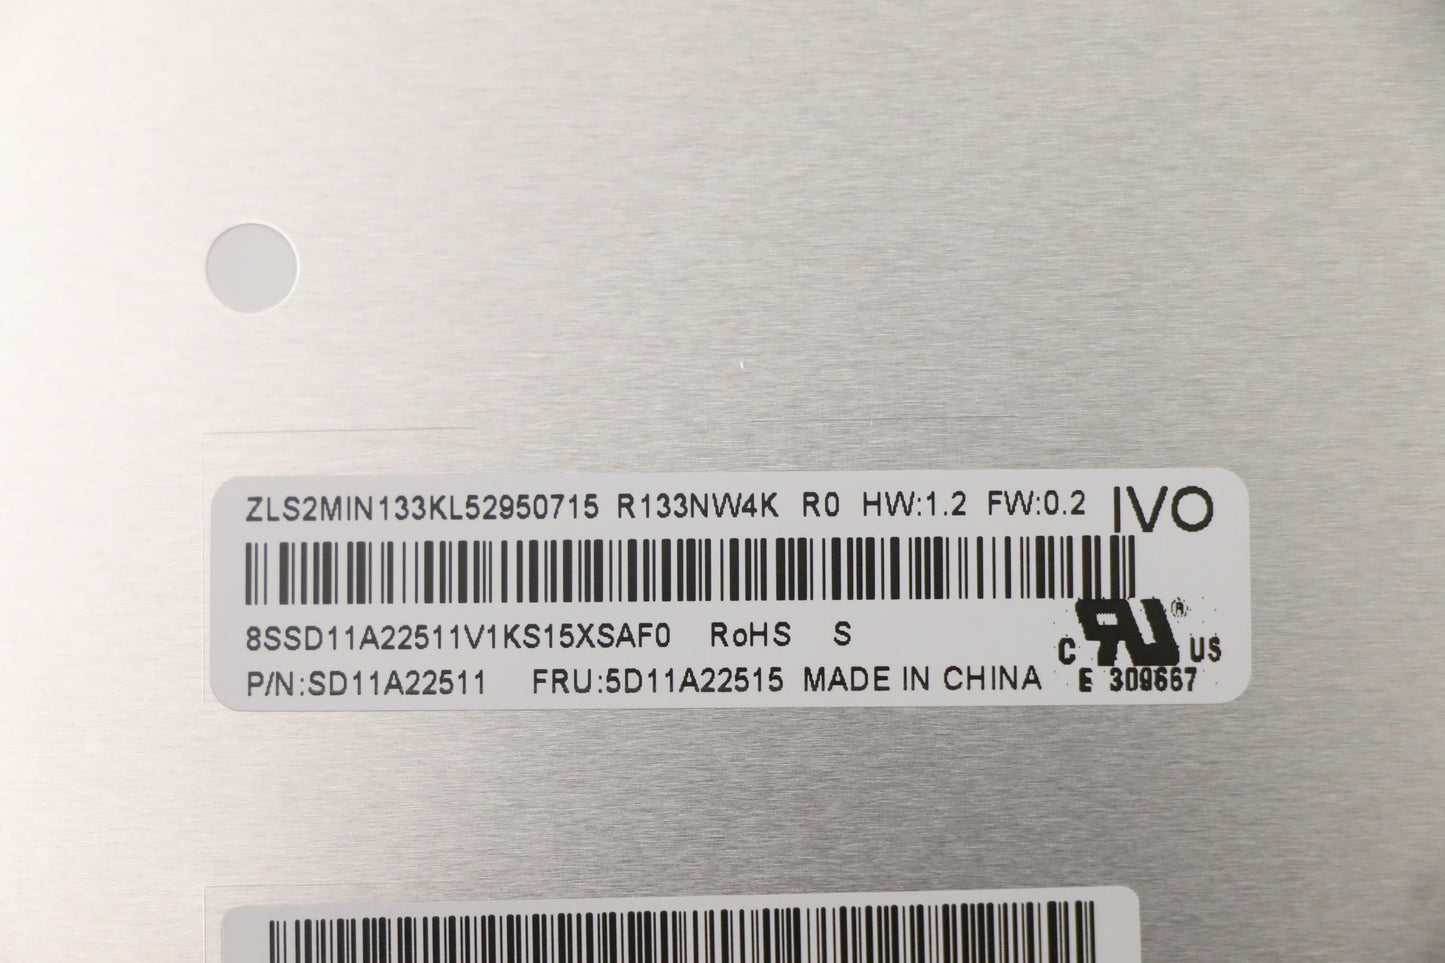 ZLS2MIN133KL52950715 R133NW4K R0 HW:1.2 FW:0.2 IVO
8SSD11A22511V1KS15XSAF0 RoHS S
P/N:SD11A22511 FRU:5D11A22515 MADE IN CHINA
C RU ® US
E 309667